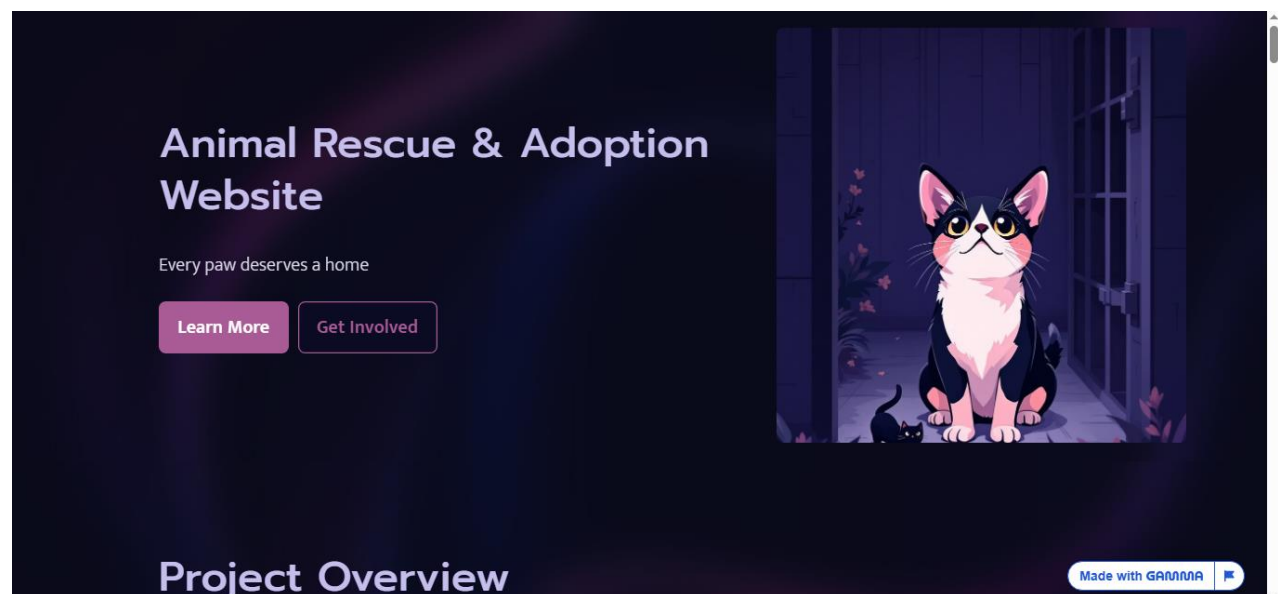 Animal Rescue & Adoption
Website
Every paw deserves a home
Learn More
Get Involved
Project Overview
Made with GAMMA